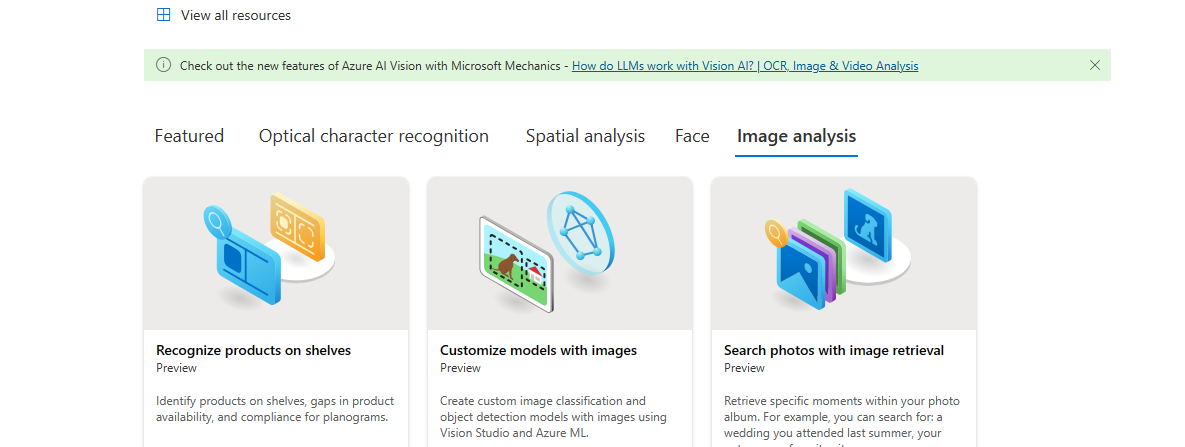 View all resources
Check out the new features of Azure AI Vision with Microsoft Mechanics - How do LLMs work with Vision AI? | OCR, Image & Video Analysis
Featured
Optical character recognition
Spatial analysis
Face
Image analysis
Recognize products on shelves
Preview
Identify products on shelves, gaps in product
availability, and compliance for planograms.
Customize models with images
Preview
Create custom image classification and
object detection models with images using
Vision Studio and Azure ML.
Search photos with image retrieval
Preview
Retrieve specific moments within your photo
album. For example, you can search for: a
wedding you attended last summer, your